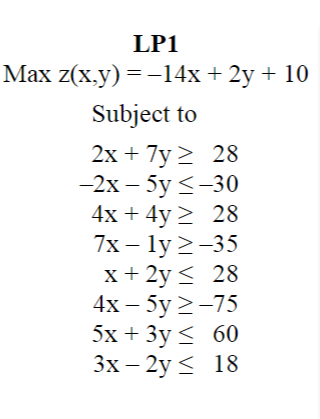 LP1
Max z(x,y) = –14x + 2y + 10
Subject to
2x + 7y ≥ 28
–2x – 5y ≤ –30
4x + 4y ≥ 28
7x – 1y ≥ –35
x + 2y ≤ 28
4x – 5y ≥ –75
5x + 3y ≤ 60
3x – 2y ≤ 18